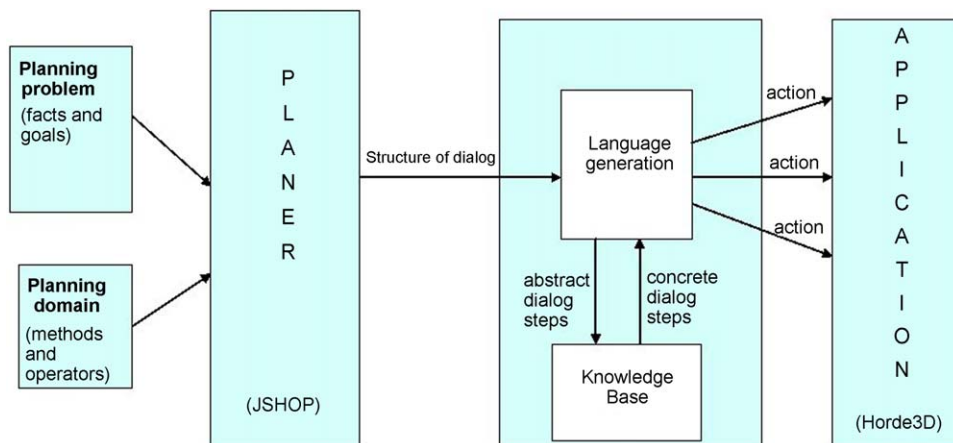 Planning
problem
(facts and
goals)
Planning
domain
(methods and
operators)
P
L
A
N
E
R
(JSHOP)
Structure of dialog
Language
generation
abstract
dialog
steps
concrete
dialog
steps
Knowledge
Base
action
action
action
A
P
P
L
I
C
A
T
I
O
N
(Horde3D)